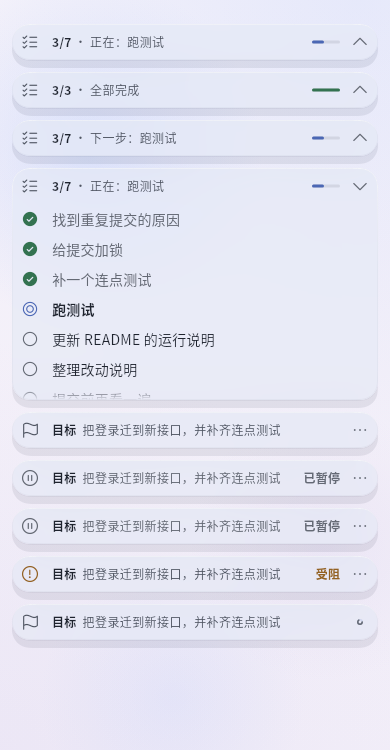 3/7 · 正在：跑测试
3/3 · 全部完成
3/7 · 下一步：跑测试
3/7 · 正在：跑测试
找到重复提交的原因
给提交加锁
补一个连点测试
跑测试
更新 README 的运行说明
整理改动说明
目标 把登录迁到新接口，并补齐连点测试
目标 把登录迁到新接口，并补齐连点测试 已暂停
目标 把登录迁到新接口，并补齐连点测试 已暂停
目标 把登录迁到新接口，并补齐连点测试 受阻
目标 把登录迁到新接口，并补齐连点测试